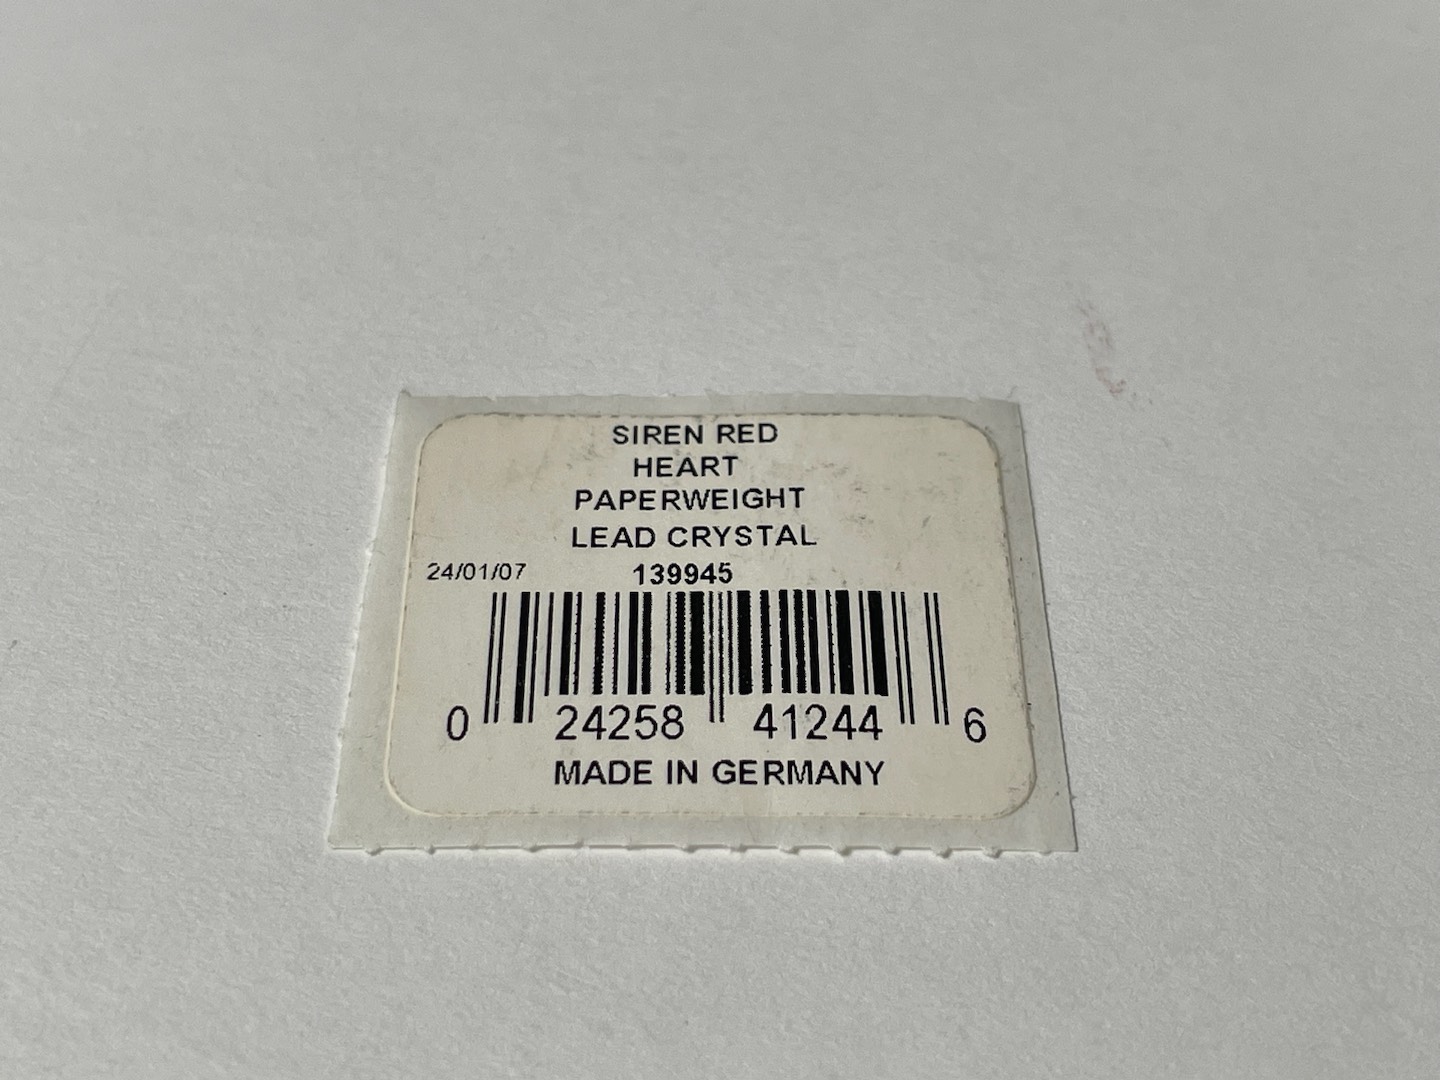 SIREN RED
HEART
PAPERWEIGHT
LEAD CRYSTAL
24/01/07 139945
0 24258 41244 6
MADE IN GERMANY